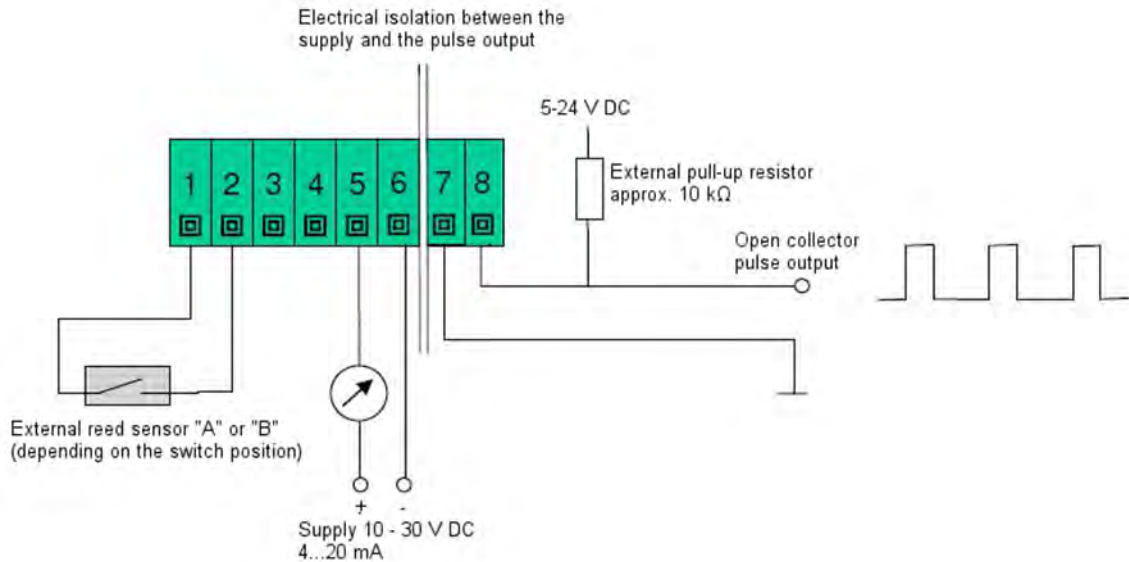 Electrical isolation between the
supply and the pulse output
5-24 V DC
External pull-up resistor
approx. 10 kΩ
1 2 3 4 5 6 7 8
Open collector
pulse output
External reed sensor "A" or "B"
(depending on the switch position)
+ -
Supply 10 - 30 V DC
4...20 mA